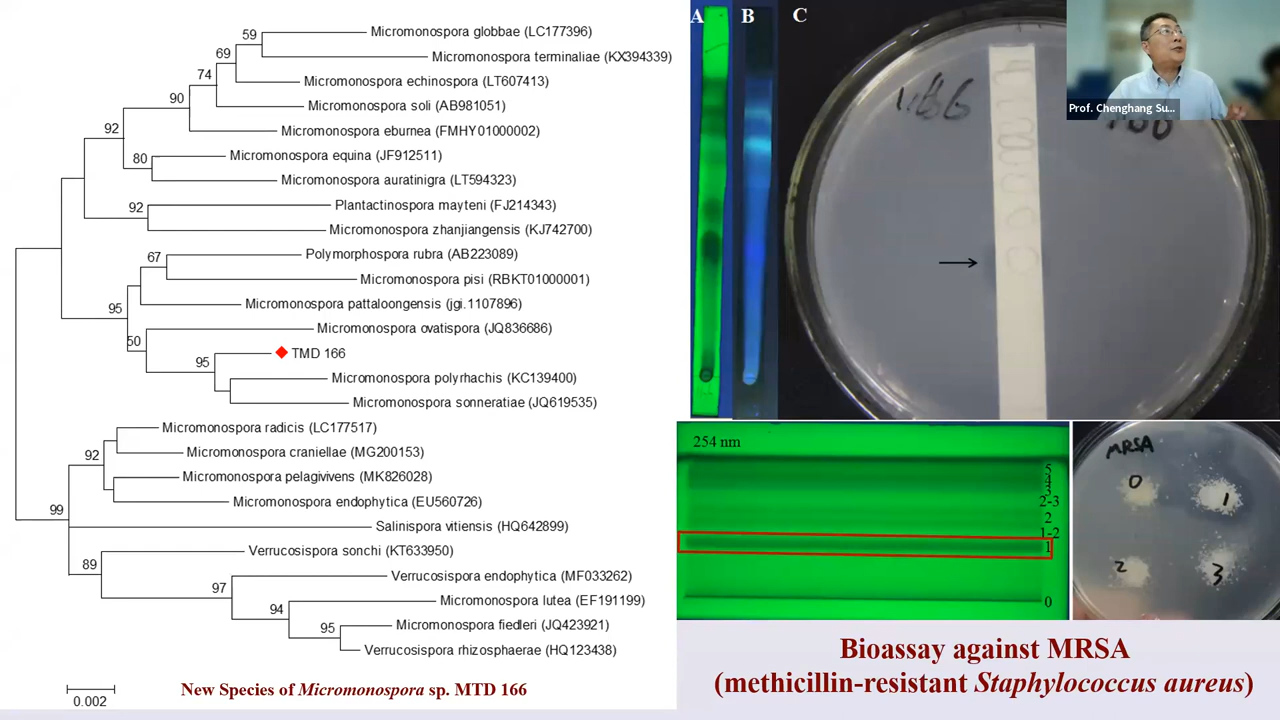 Micromonospora globbae (LC177396)
59
Micromonospora terminaliae (KX394339)
69
Micromonospora echinospora (LT607413)
74
Micromonospora soli (AB981051)
90
Micromonospora eburnea (FMHY01000002)
92
Micromonospora equina (JF912511)
80
Micromonospora auratinigra (LT594323)
Plantactinospora mayteni (FJ214343)
92
Micromonospora zhanjiangensis (KJ742700)
Polymorphospora rubra (AB223089)
67
Micromonospora pisi (RBKT01000001)
Micromonospora pattaloongensis (jgi.1107896)
95
Micromonospora ovatispora (JQ836686)
50
TMD 166
95
Micromonospora polyrhachis (KC139400)
Micromonospora sonneratiae (JQ619535)
Micromonospora radicis (LC177517)
92
Micromonospora craniellae (MG200153)
Micromonospora pelagivivens (MK826028)
Micromonospora endophytica (EU560726)
99
Salinispora vitiensis (HQ642899)
Verrucosispora sonchi (KT633950)
89
Verrucosispora endophytica (MF033262)
97
Micromonospora lutea (EF191199)
94
Micromonospora fiedleri (JQ423921)
95
Verrucosispora rhizosphaerae (HQ123438)
0.002
New Species of Micromonospora sp. MTD 166
A
B
C
Prof. Chenghang Su...
254 nm
5
4
3
2-3
2
1-2
1
0
MRSA
0
1
2
3
Bioassay against MRSA
(methicillin-resistant Staphylococcus aureus)